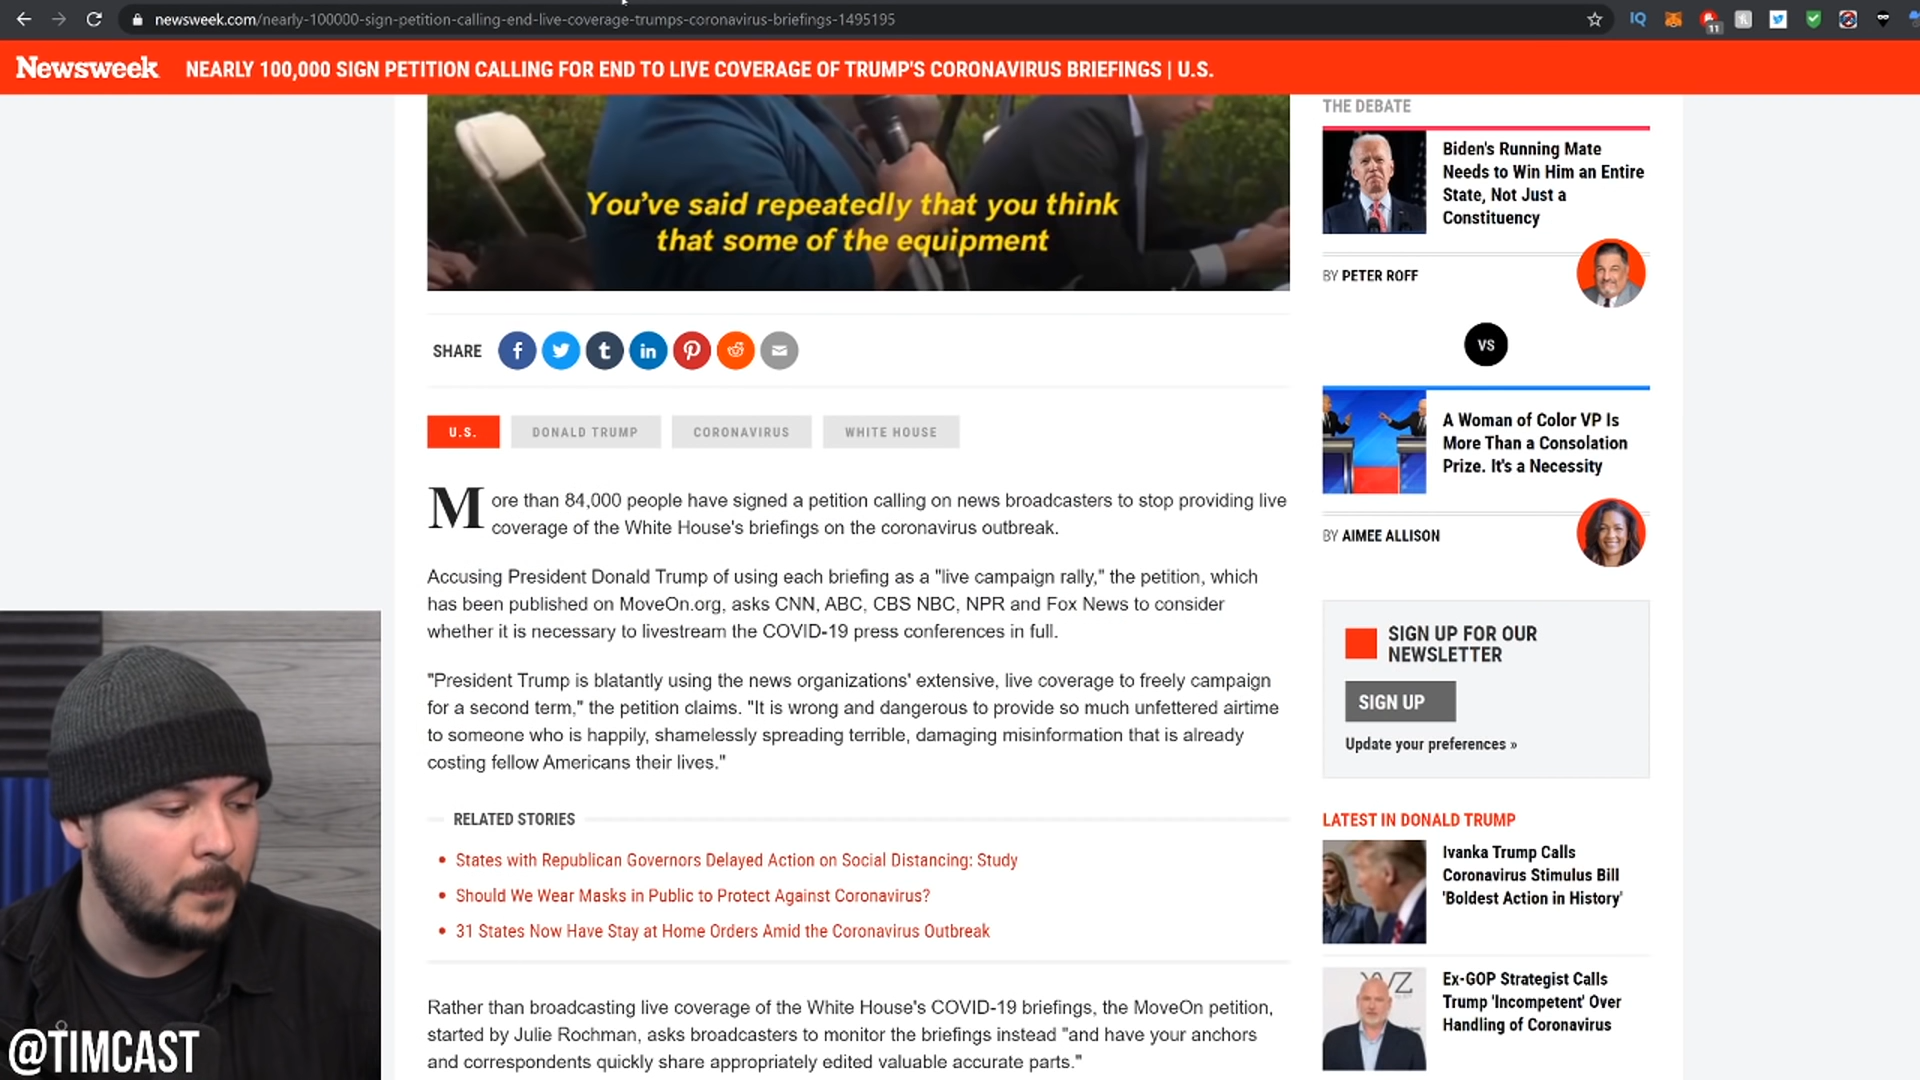 newsweek.com/nearly-100000-sign-petition-calling-end-live-coverage-trumps-coronavirus-briefings-1495195
IQ
11
Newsweek NEARLY 100,000 SIGN PETITION CALLING FOR END TO LIVE COVERAGE OF TRUMP'S CORONAVIRUS BRIEFINGS | U.S.
You've said repeatedly that you think
that some of the equipment
SHARE
U.S.
DONALD TRUMP
CORONAVIRUS
WHITE HOUSE
More than 84,000 people have signed a petition calling on news broadcasters to stop providing live
coverage of the White House's briefings on the coronavirus outbreak.
Accusing President Donald Trump of using each briefing as a "live campaign rally," the petition, which
has been published on MoveOn.org, asks CNN, ABC, CBS NBC, NPR and Fox News to consider
whether it is necessary to livestream the COVID-19 press conferences in full.
"President Trump is blatantly using the news organizations' extensive, live coverage to freely campaign
for a second term," the petition claims. "It is wrong and dangerous to provide so much unfettered airtime
to someone who is happily, shamelessly spreading terrible, damaging misinformation that is already
costing fellow Americans their lives."
RELATED STORIES
• States with Republican Governors Delayed Action on Social Distancing: Study
• Should We Wear Masks in Public to Protect Against Coronavirus?
• 31 States Now Have Stay at Home Orders Amid the Coronavirus Outbreak
Rather than broadcasting live coverage of the White House's COVID-19 briefings, the MoveOn petition,
started by Julie Rochman, asks broadcasters to monitor the briefings instead "and have your anchors
and correspondents quickly share appropriately edited valuable accurate parts."
THE DEBATE
Biden's Running Mate
Needs to Win Him an Entire
State, Not Just a
Constituency
BY PETER ROFF
VS
A Woman of Color VP Is
More Than a Consolation
Prize. It's a Necessity
BY AIMEE ALLISON
SIGN UP FOR OUR
NEWSLETTER
SIGN UP
Update your preferences »
LATEST IN DONALD TRUMP
Ivanka Trump Calls
Coronavirus Stimulus Bill
'Boldest Action in History'
Ex-GOP Strategist Calls
Trump 'Incompetent' Over
Handling of Coronavirus
@TIMCAST